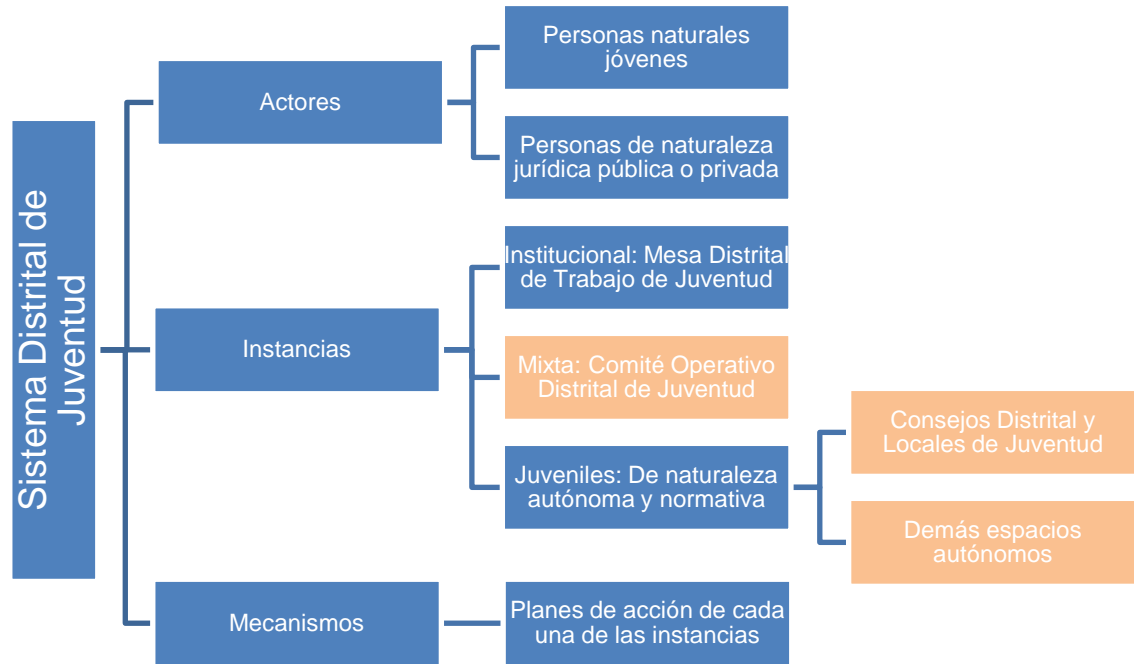 Sistema Distrital de
Juventud
Actores
Personas naturales
jóvenes
Personas de naturaleza
jurídica pública o privada
Instancias
Institucional: Mesa Distrital
de Trabajo de Juventud
Mixta: Comité Operativo
Distrital de Juventud
Juveniles: De naturaleza
autónoma y normativa
Consejos Distrital y
Locales de Juventud
Demás espacios
autónomos
Mecanismos
Planes de acción de cada
una de las instancias